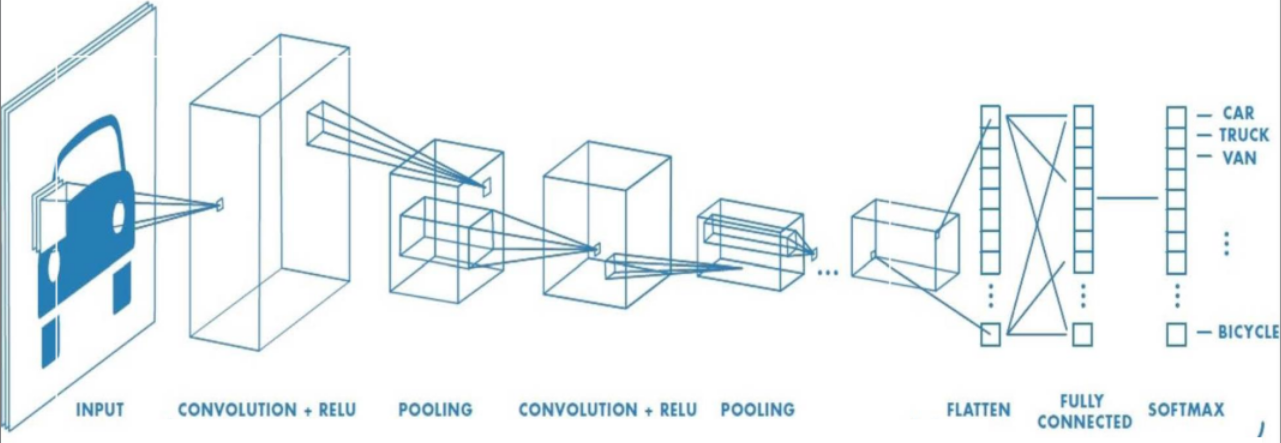 CAR
TRUCK
VAN
BICYCLE
INPUT
CONVOLUTION + RELU
POOLING
CONVOLUTION + RELU
POOLING
FLATTEN
FULLY
CONNECTED
SOFTMAX